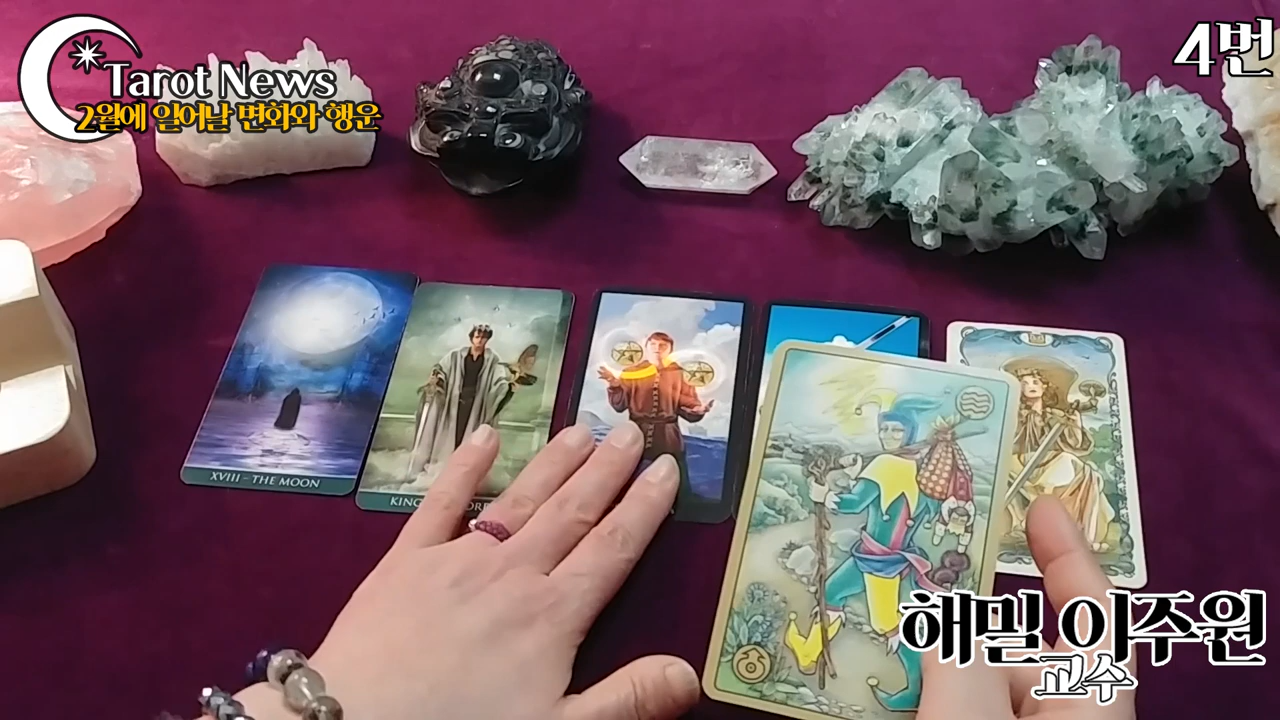 Tarot News
2월에 일어날 변화와 행운
4번
XVIII – THE MOON
해밀 이주원
교수